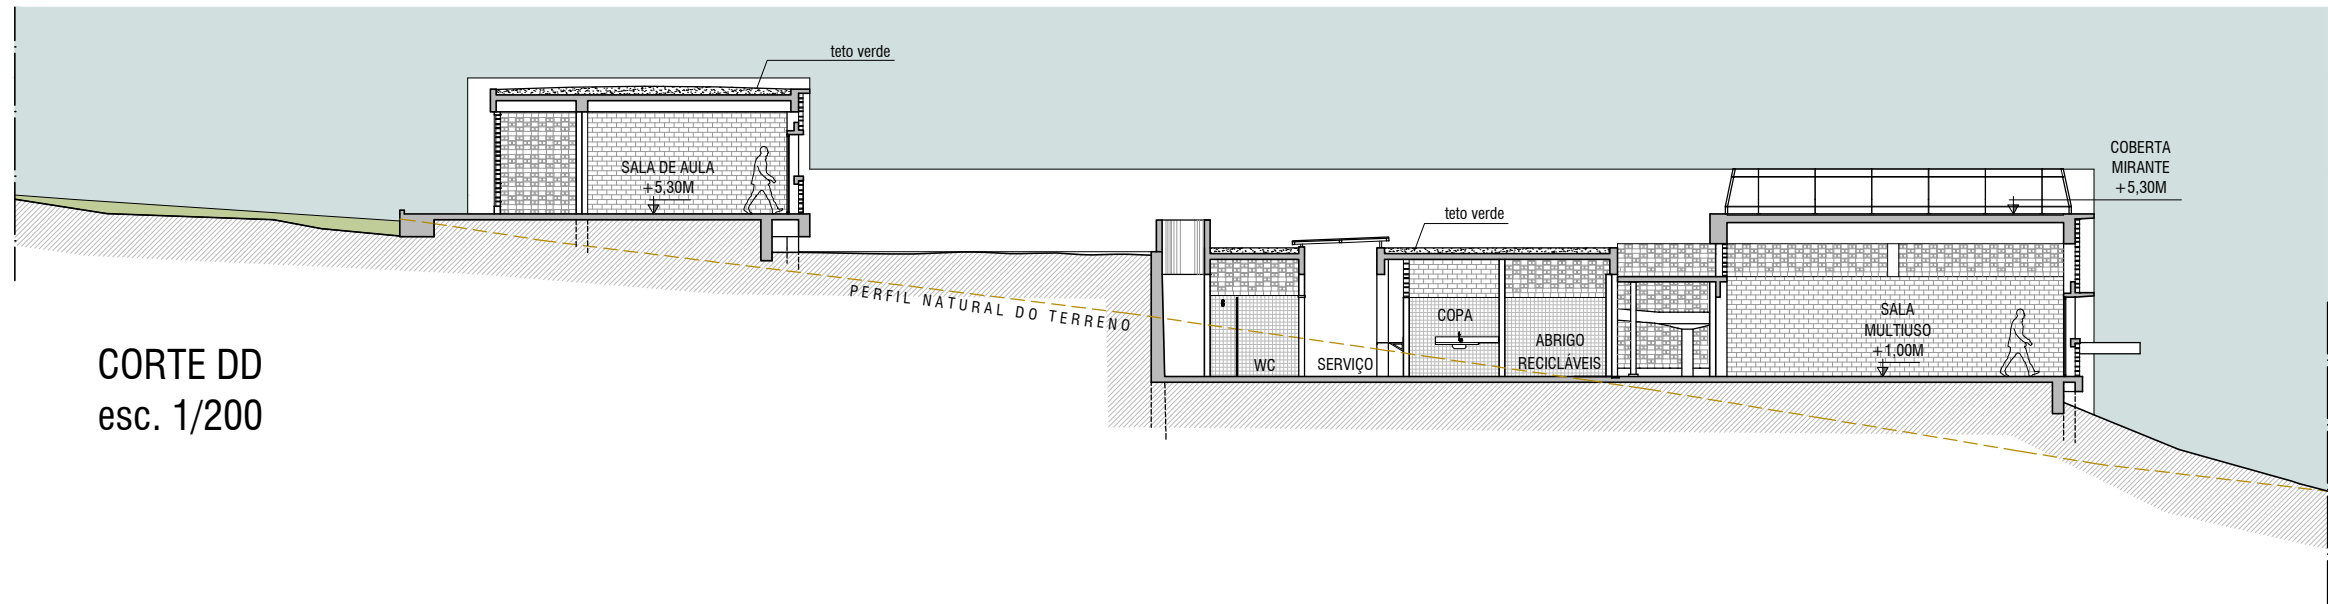 teto verde
SALA DE AULA
+5,30M
COBERTA
MIRANTE
+5,30M
teto verde
PERFIL NATURAL DO TERRENO
COPA
SALA
MULTIUSO
+1,00M
ABRIGO
RECICLÁVEIS
WC
SERVIÇO
CORTE DD
esc. 1/200